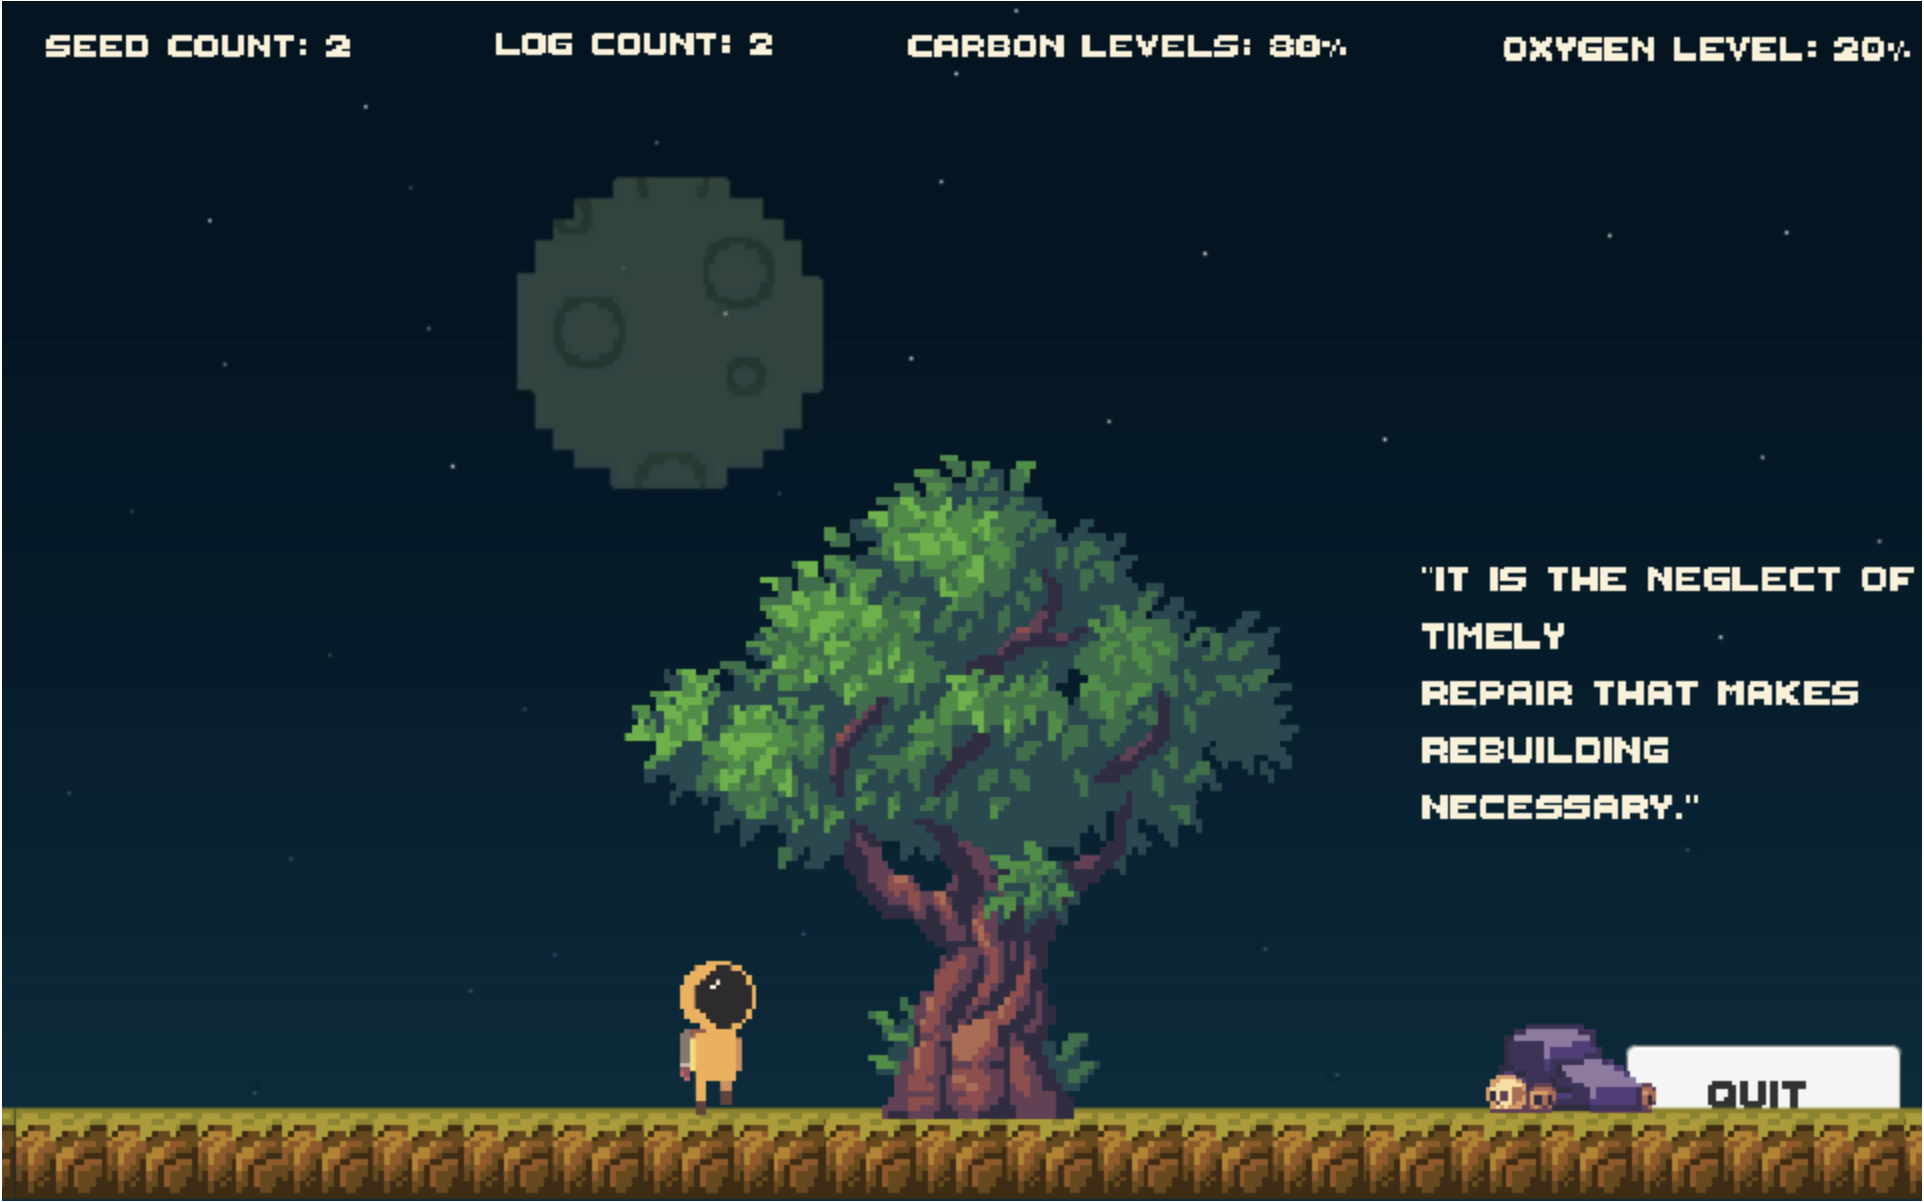 SEED COUNT: 2
LOG COUNT: 2
CARBON LEVELS: 80%
OXYGEN LEVEL: 20%
"IT IS THE NEGLECT OF
TIMELY
REPAIR THAT MAKES
REBUILDING
NECESSARY."
QUIT